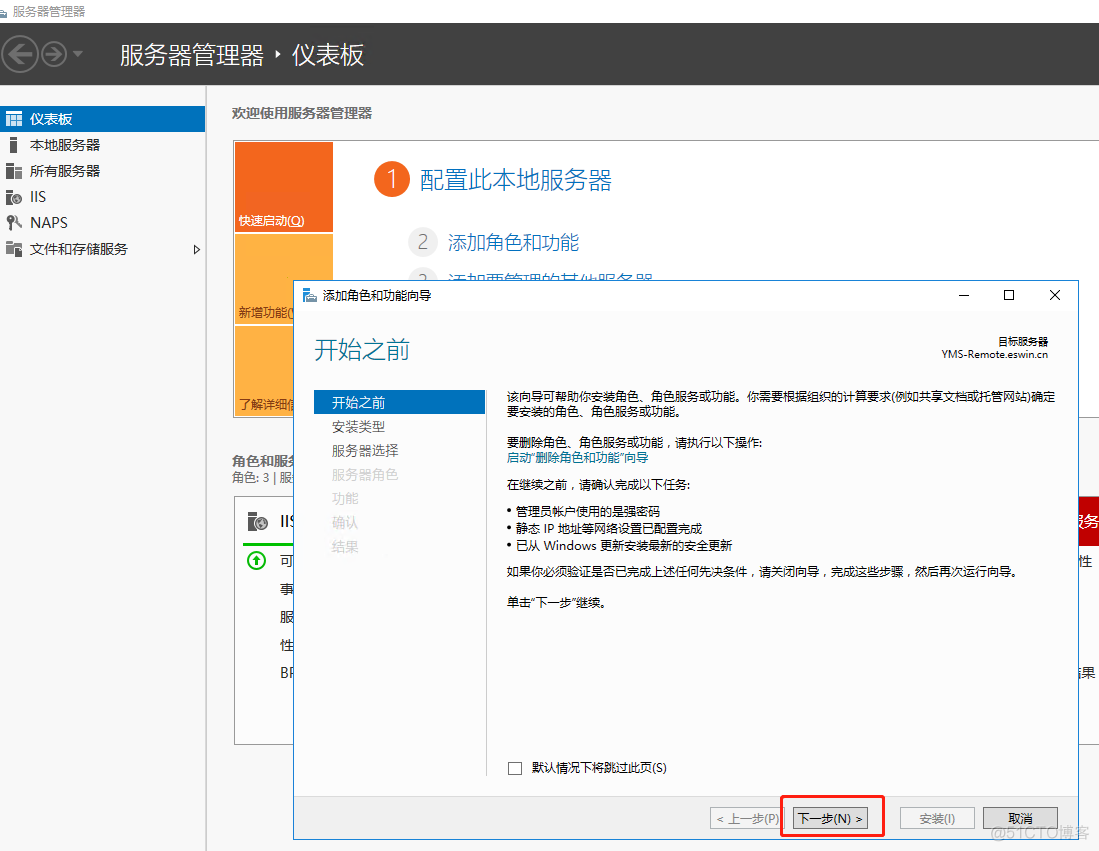 服务器管理器
服务器管理器 · 仪表板
仪表板
本地服务器
所有服务器
IIS
NAPS
文件和存储服务
欢迎使用服务器管理器
快速启动(Q)
新增功能(
了解详细信
1 配置此本地服务器
2 添加角色和功能
3 添加要管理的其他服务器
角色和服务
角色: 3 | 服
IIS
可
事
服
性
BP
服务
性
结果
添加角色和功能向导
开始之前
目标服务器
YMS-Remote.eswin.cn
开始之前
安装类型
服务器选择
服务器角色
功能
确认
结果
该向导可帮助你安装角色、角色服务或功能。你需要根据组织的计算要求(例如共享文档或托管网站)确定
要安装的角色、角色服务或功能。
要删除角色、角色服务或功能，请执行以下操作:
启动“删除角色和功能”向导
在继续之前，请确认完成以下任务:
• 管理员帐户使用的是强密码
• 静态 IP 地址等网络设置已配置完成
• 已从 Windows 更新安装最新的安全更新
如果你必须验证是否已完成上述任何先决条件，请关闭向导，完成这些步骤，然后再次运行向导。
单击“下一步”继续。
默认情况下将跳过此页(S)
< 上一步(P)
下一步(N) >
安装(I)
取消
@51CTO博客